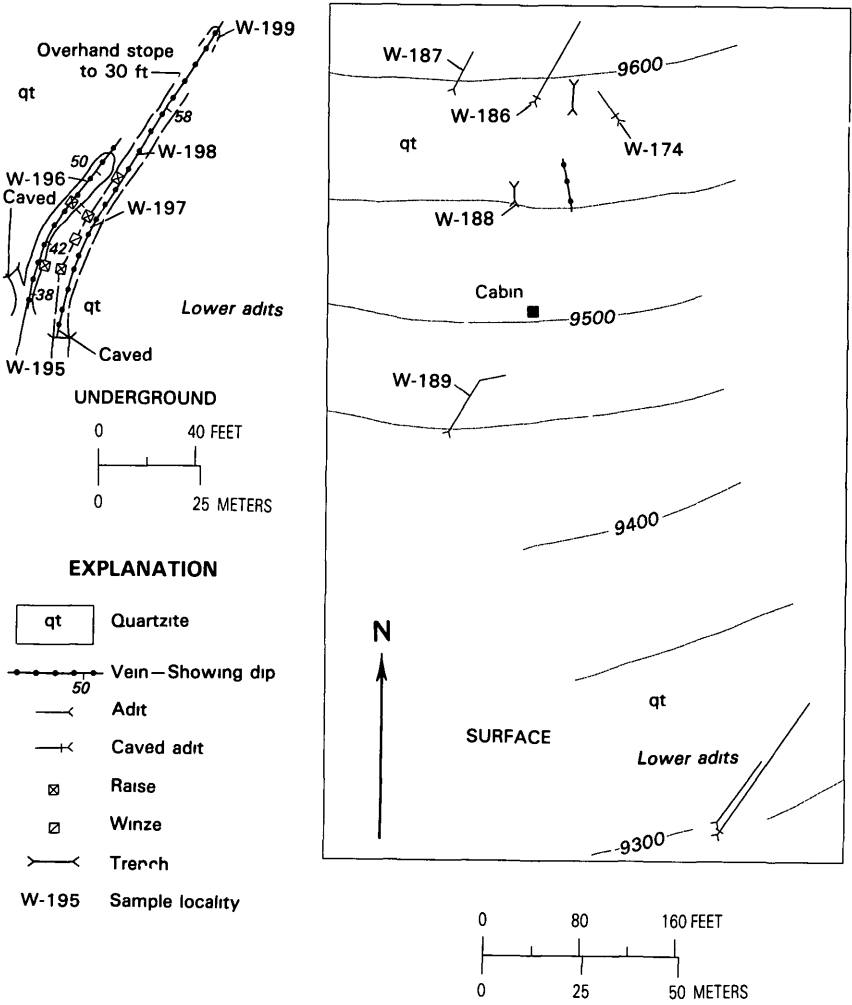 W-199
Overhand stope
to 30 ft
qt
58
W-198
50
W-196
Caved
W-197
42
38
qt
Lower adits
Caved
W-195
UNDERGROUND
0 40 FEET
0 25 METERS
EXPLANATION
qt Quartzite
50 Vein—Showing dip
Adit
Caved adit
Raise
Winze
Trench
W-195 Sample locality
W-187
9600
W-186
qt
W-174
W-188
Cabin
9500
W-189
9400
N
qt
SURFACE
Lower adits
9300
0 80 160 FEET
0 25 50 METERS